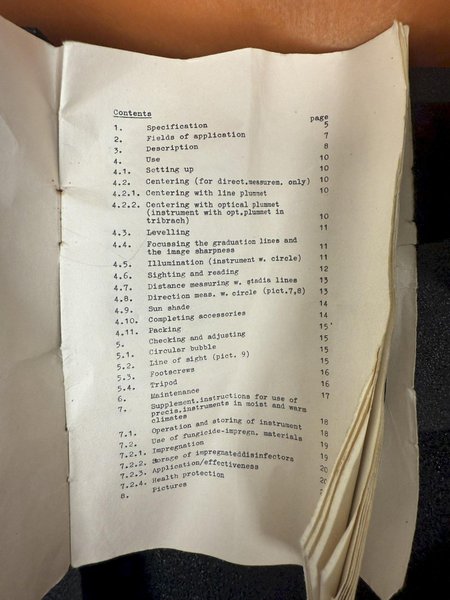 Contents
page
1. Specification 5
2. Fields of application 7
3. Description 8
4. Use 10
4.1. Setting up 10
4.2. Centering (for direct.measurem. only) 10
4.2.1. Centering with line plummet 10
4.2.2. Centering with optical plummet
(instrument with opt.plummet in
tribrach) 10
4.3. Levelling 11
4.4. Focussing the graduation lines and
the image sharpness 11
4.5. Illumination (instrument w. circle) 11
4.6. Sighting and reading 12
4.7. Distance measuring w. stadia lines 13
4.8. Direction meas. w. circle (pict.7,8) 13
4.9. Sun shade 14
4.10. Completing accessories 14
4.11. Packing 15
5. Checking and adjusting 15
5.1. Circular bubble 15
5.2. Line of sight (pict. 9) 15
5.3. Footscrews 16
5.4. Tripod 16
6. Maintenance 17
7. Supplement.instructions for use of
precis.instruments in moist and warm
climates 18
7.1. Operation and storing of instrument 18
7.2. Use of fungicide-impregn. materials 19
7.2.1. Impregnation 19
7.2.2. Storage of impregnateddisinfectors 20
7.2.3. Application/effectiveness 20
7.2.4. Health protection
8. Pictures